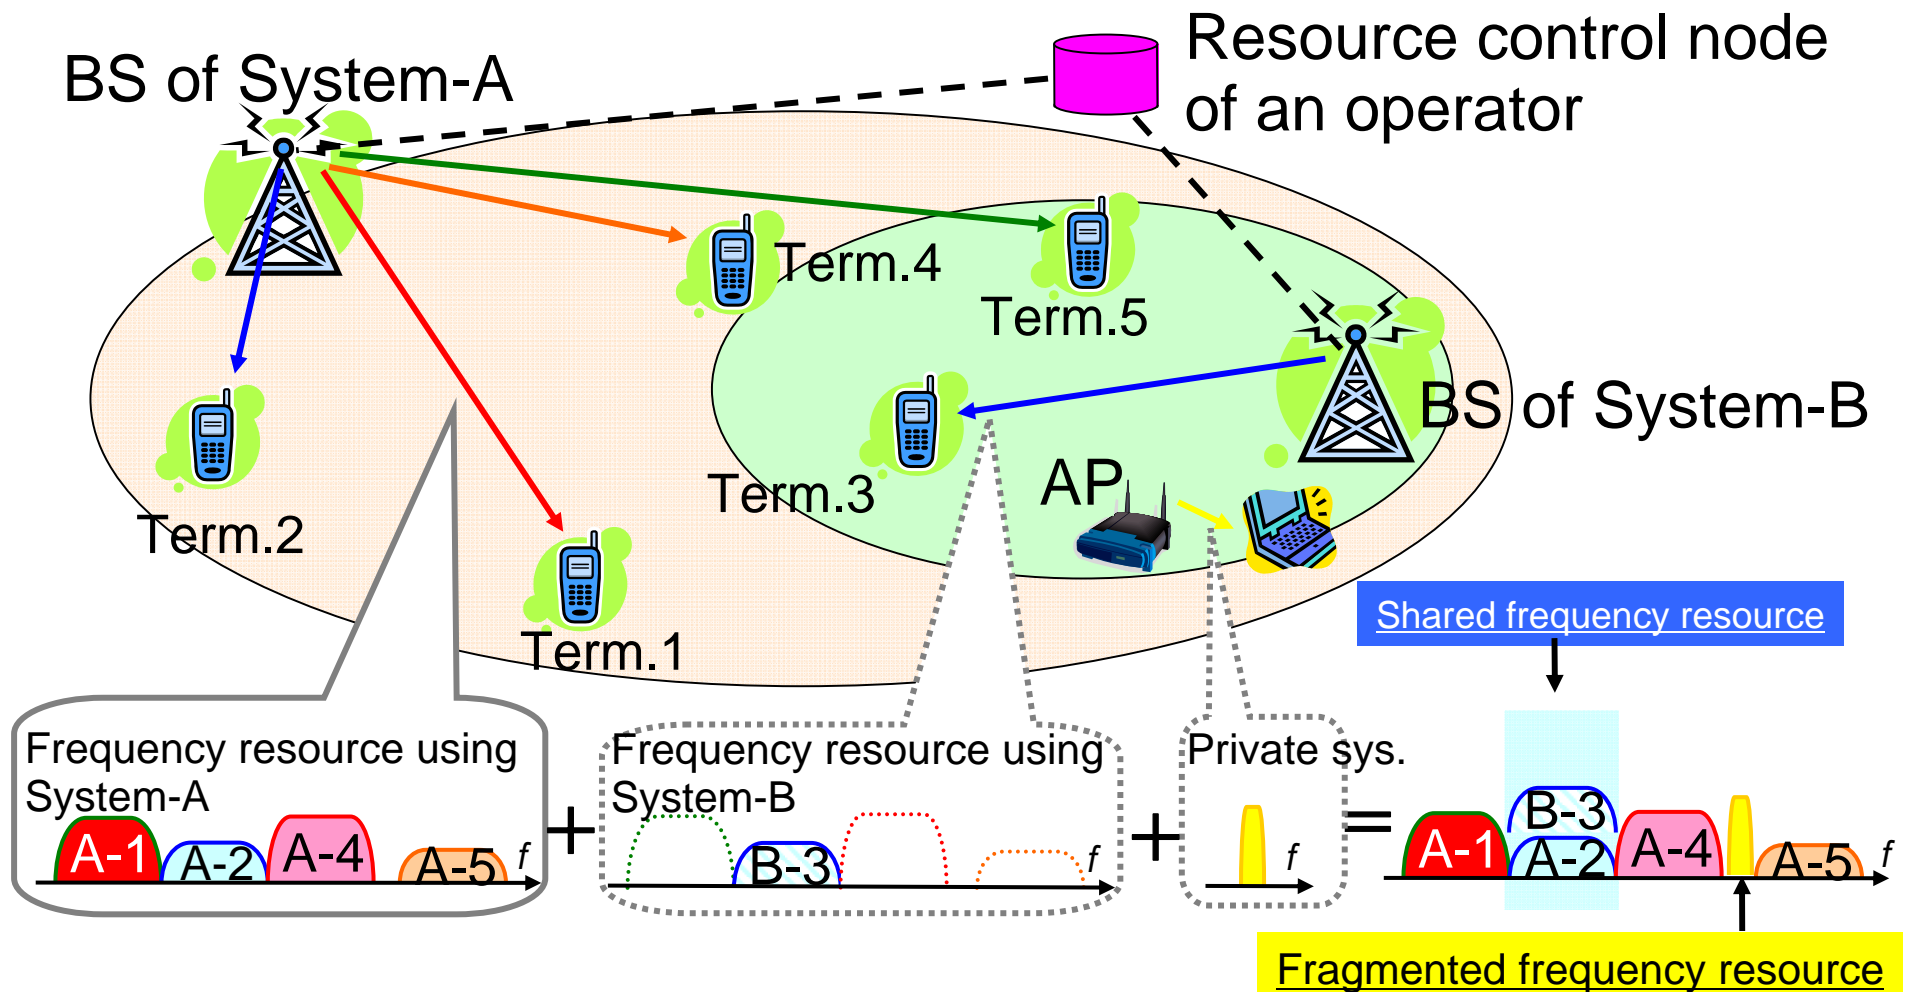 Resource control node
of an operator
BS of System-A
Term.4
Term.5
BS of System-B
Term.3
AP
Term.2
Term.1
Shared frequency resource
Frequency resource using
System-A
A-1
A-2
A-4
A-5
f
+
Frequency resource using
System-B
B-3
f
+
Private sys.
f
=
A-1
B-3
A-2
A-4
A-5
f
Fragmented frequency resource